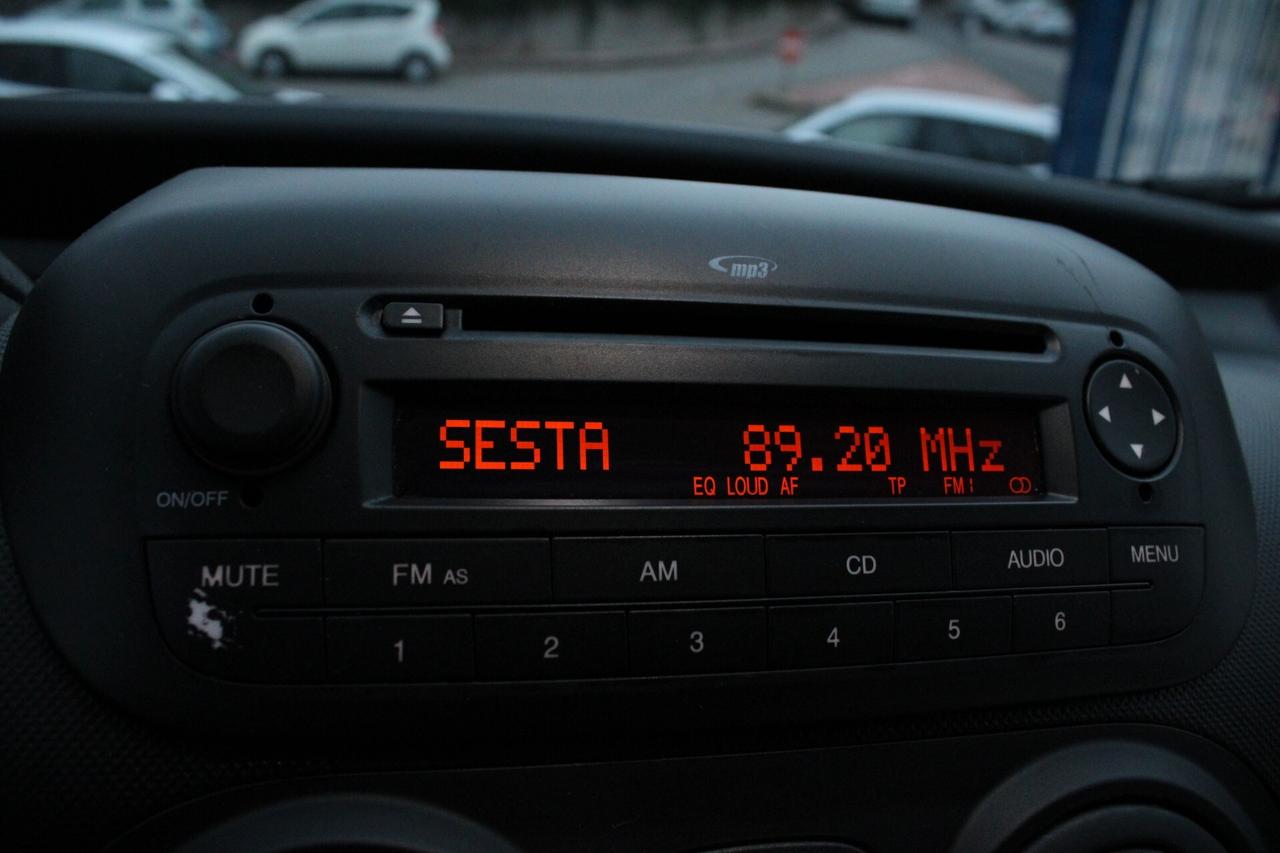 mp3
SESTA 89.20 MHz
EQ LOUD AF TP FM1
ON/OFF
MUTE FM AS AM CD AUDIO MENU
1 2 3 4 5 6